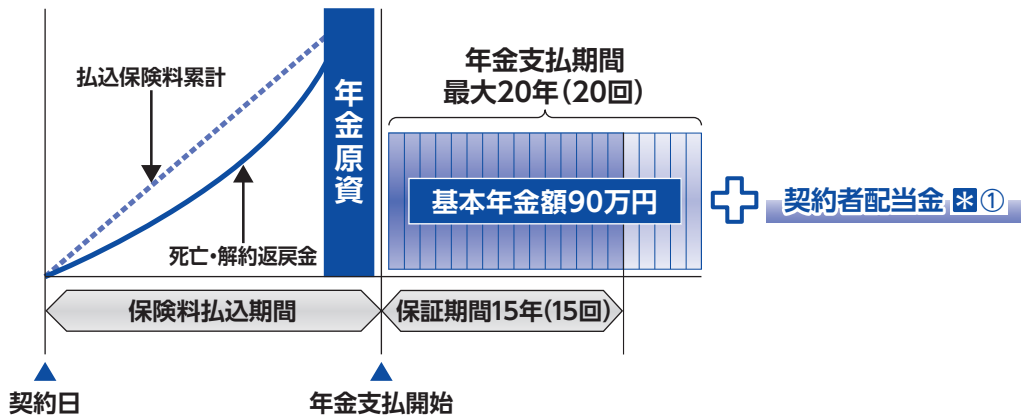 払込保険料累計
年金原資
年金支払期間
最大20年(20回)
基本年金額90万円
契約者配当金 *①
死亡・解約返戻金
保険料払込期間
保証期間15年(15回)
契約日
年金支払開始